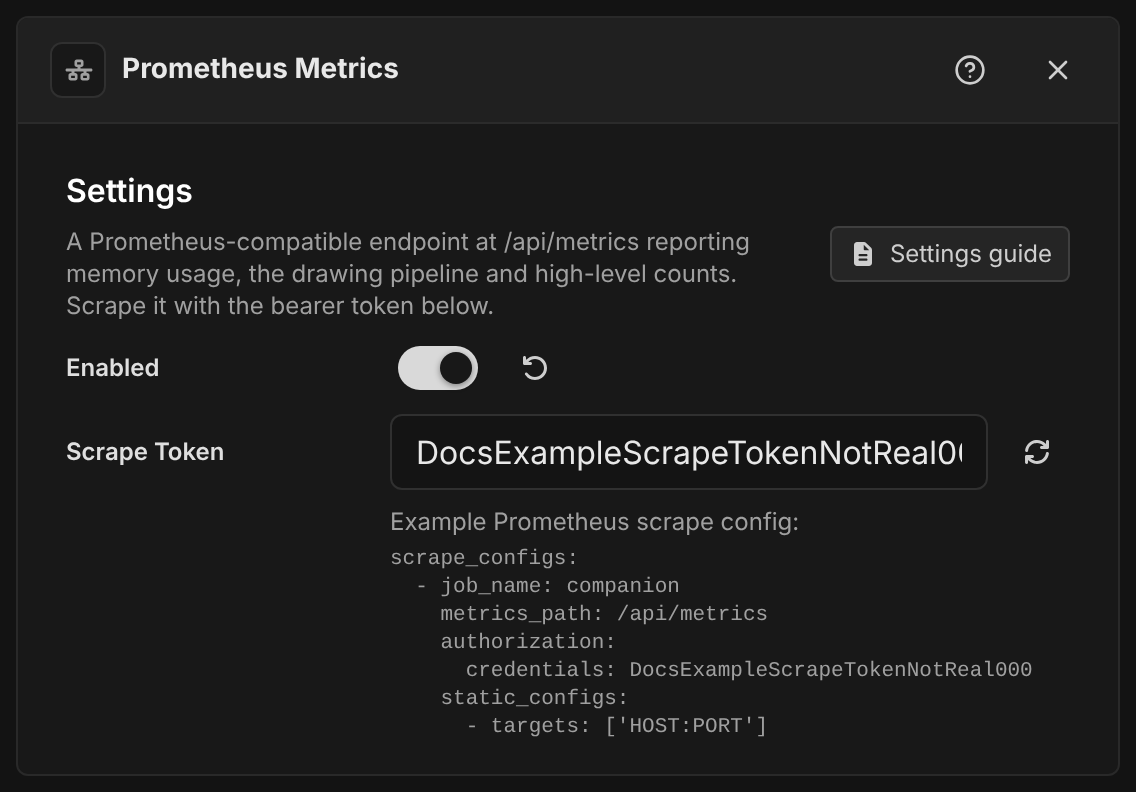 Prometheus Metrics
Settings
A Prometheus-compatible endpoint at /api/metrics reporting
memory usage, the drawing pipeline and high-level counts.
Scrape it with the bearer token below.
Settings guide
Enabled
Scrape Token
DocsExampleScrapeTokenNotReal00
Example Prometheus scrape config:
scrape_configs:
  - job_name: companion
    metrics_path: /api/metrics
    authorization:
      credentials: DocsExampleScrapeTokenNotReal000
    static_configs:
      - targets: ['HOST:PORT']